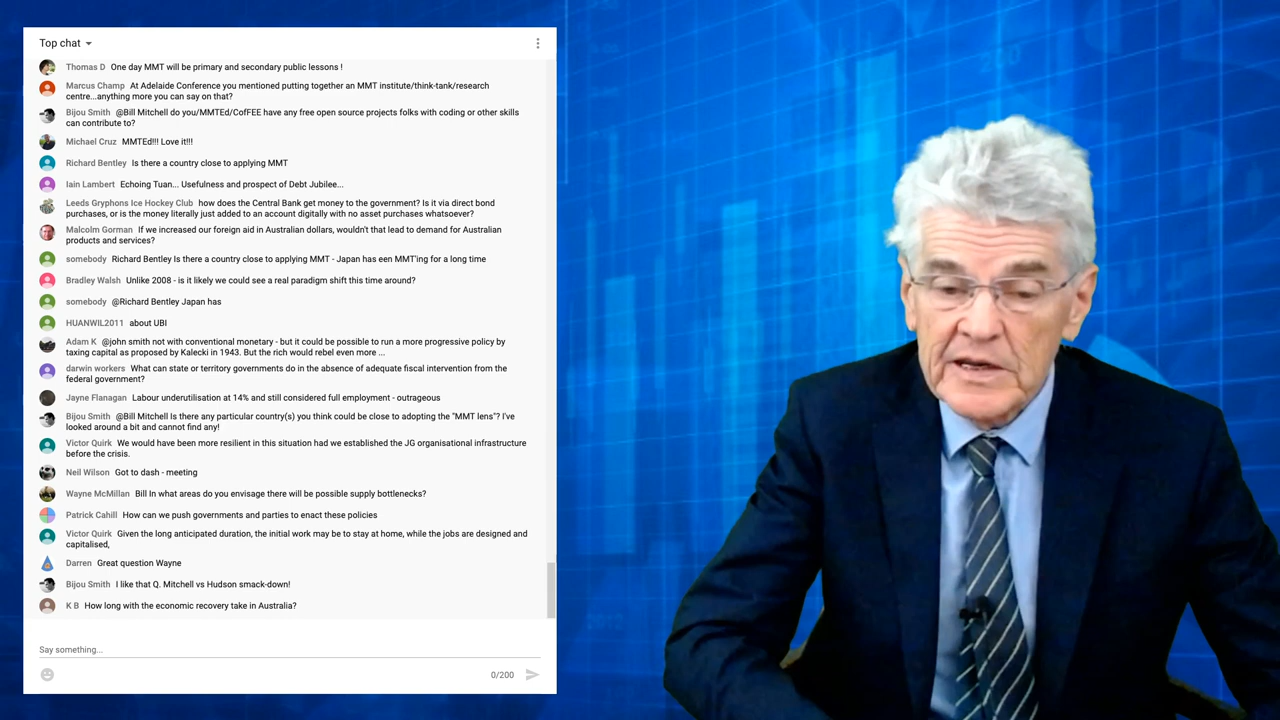 Top chat
Thomas D One day MMT will be primary and secondary public lessons !
Marcus Champ At Adelaide Conference you mentioned putting together an MMT institute/think-tank/research
centre...anything more you can say on that?
Bijou Smith @Bill Mitchell do you/MMTEd/CofFEE have any free open source projects folks with coding or other skills
can contribute to?
Michael Cruz MMTEd!!! Love it!!!
Richard Bentley Is there a country close to applying MMT
Iain Lambert Echoing Tuan... Usefulness and prospect of Debt Jubilee...
Leeds Gryphons Ice Hockey Club how does the Central Bank get money to the government? Is it via direct bond
purchases, or is the money literally just added to an account digitally with no asset purchases whatsoever?
Malcolm Gorman If we increased our foreign aid in Australian dollars, wouldn't that lead to demand for Australian
products and services?
somebody Richard Bentley Is there a country close to applying MMT - Japan has een MMT'ing for a long time
Bradley Walsh Unlike 2008 - is it likely we could see a real paradigm shift this time around?
somebody @Richard Bentley Japan has
HUANWIL2011 about UBI
Adam K @john smith not with conventional monetary - but it could be possible to run a more progressive policy by
taxing capital as proposed by Kalecki in 1943. But the rich would rebel even more ...
darwin workers What can state or territory governments do in the absence of adequate fiscal intervention from the
federal government?
Jayne Flanagan Labour underutilisation at 14% and still considered full employment - outrageous
Bijou Smith @Bill Mitchell Is there any particular country(s) you think could be close to adopting the "MMT lens"? I've
looked around a bit and cannot find any!
Victor Quirk We would have been more resilient in this situation had we established the JG organisational infrastructure
before the crisis.
Neil Wilson Got to dash - meeting
Wayne McMillan Bill In what areas do you envisage there will be possible supply bottlenecks?
Patrick Cahill How can we push governments and parties to enact these policies
Victor Quirk Given the long anticipated duration, the initial work may be to stay at home, while the jobs are designed and
capitalised,
Darren Great question Wayne
Bijou Smith I like that Q. Mitchell vs Hudson smack-down!
K B How long with the economic recovery take in Australia?
Say something...
0/200